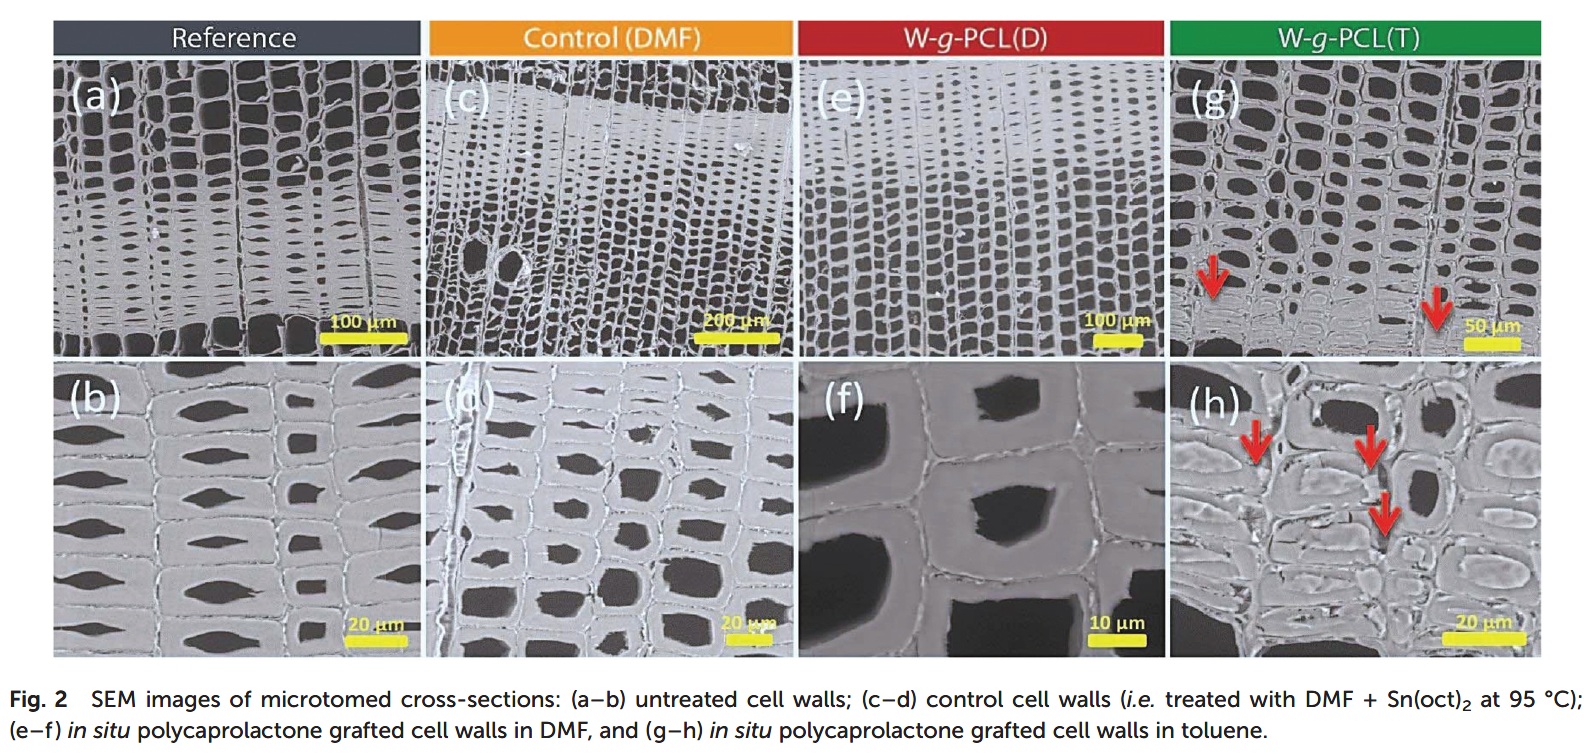 Reference
Control (DMF)
W-g-PCL(D)
W-g-PCL(T)
(a)
(c)
(e)
(g)
100 µm
200 µm
100 µm
50 µm
(b)
(d)
(f)
(h)
20 µm
20 µm
10 µm
20 µm
Fig. 2 SEM images of microtomed cross-sections: (a–b) untreated cell walls; (c–d) control cell walls (i.e. treated with DMF + Sn(oct)₂ at 95 °C);
(e–f) in situ polycaprolactone grafted cell walls in DMF, and (g–h) in situ polycaprolactone grafted cell walls in toluene.